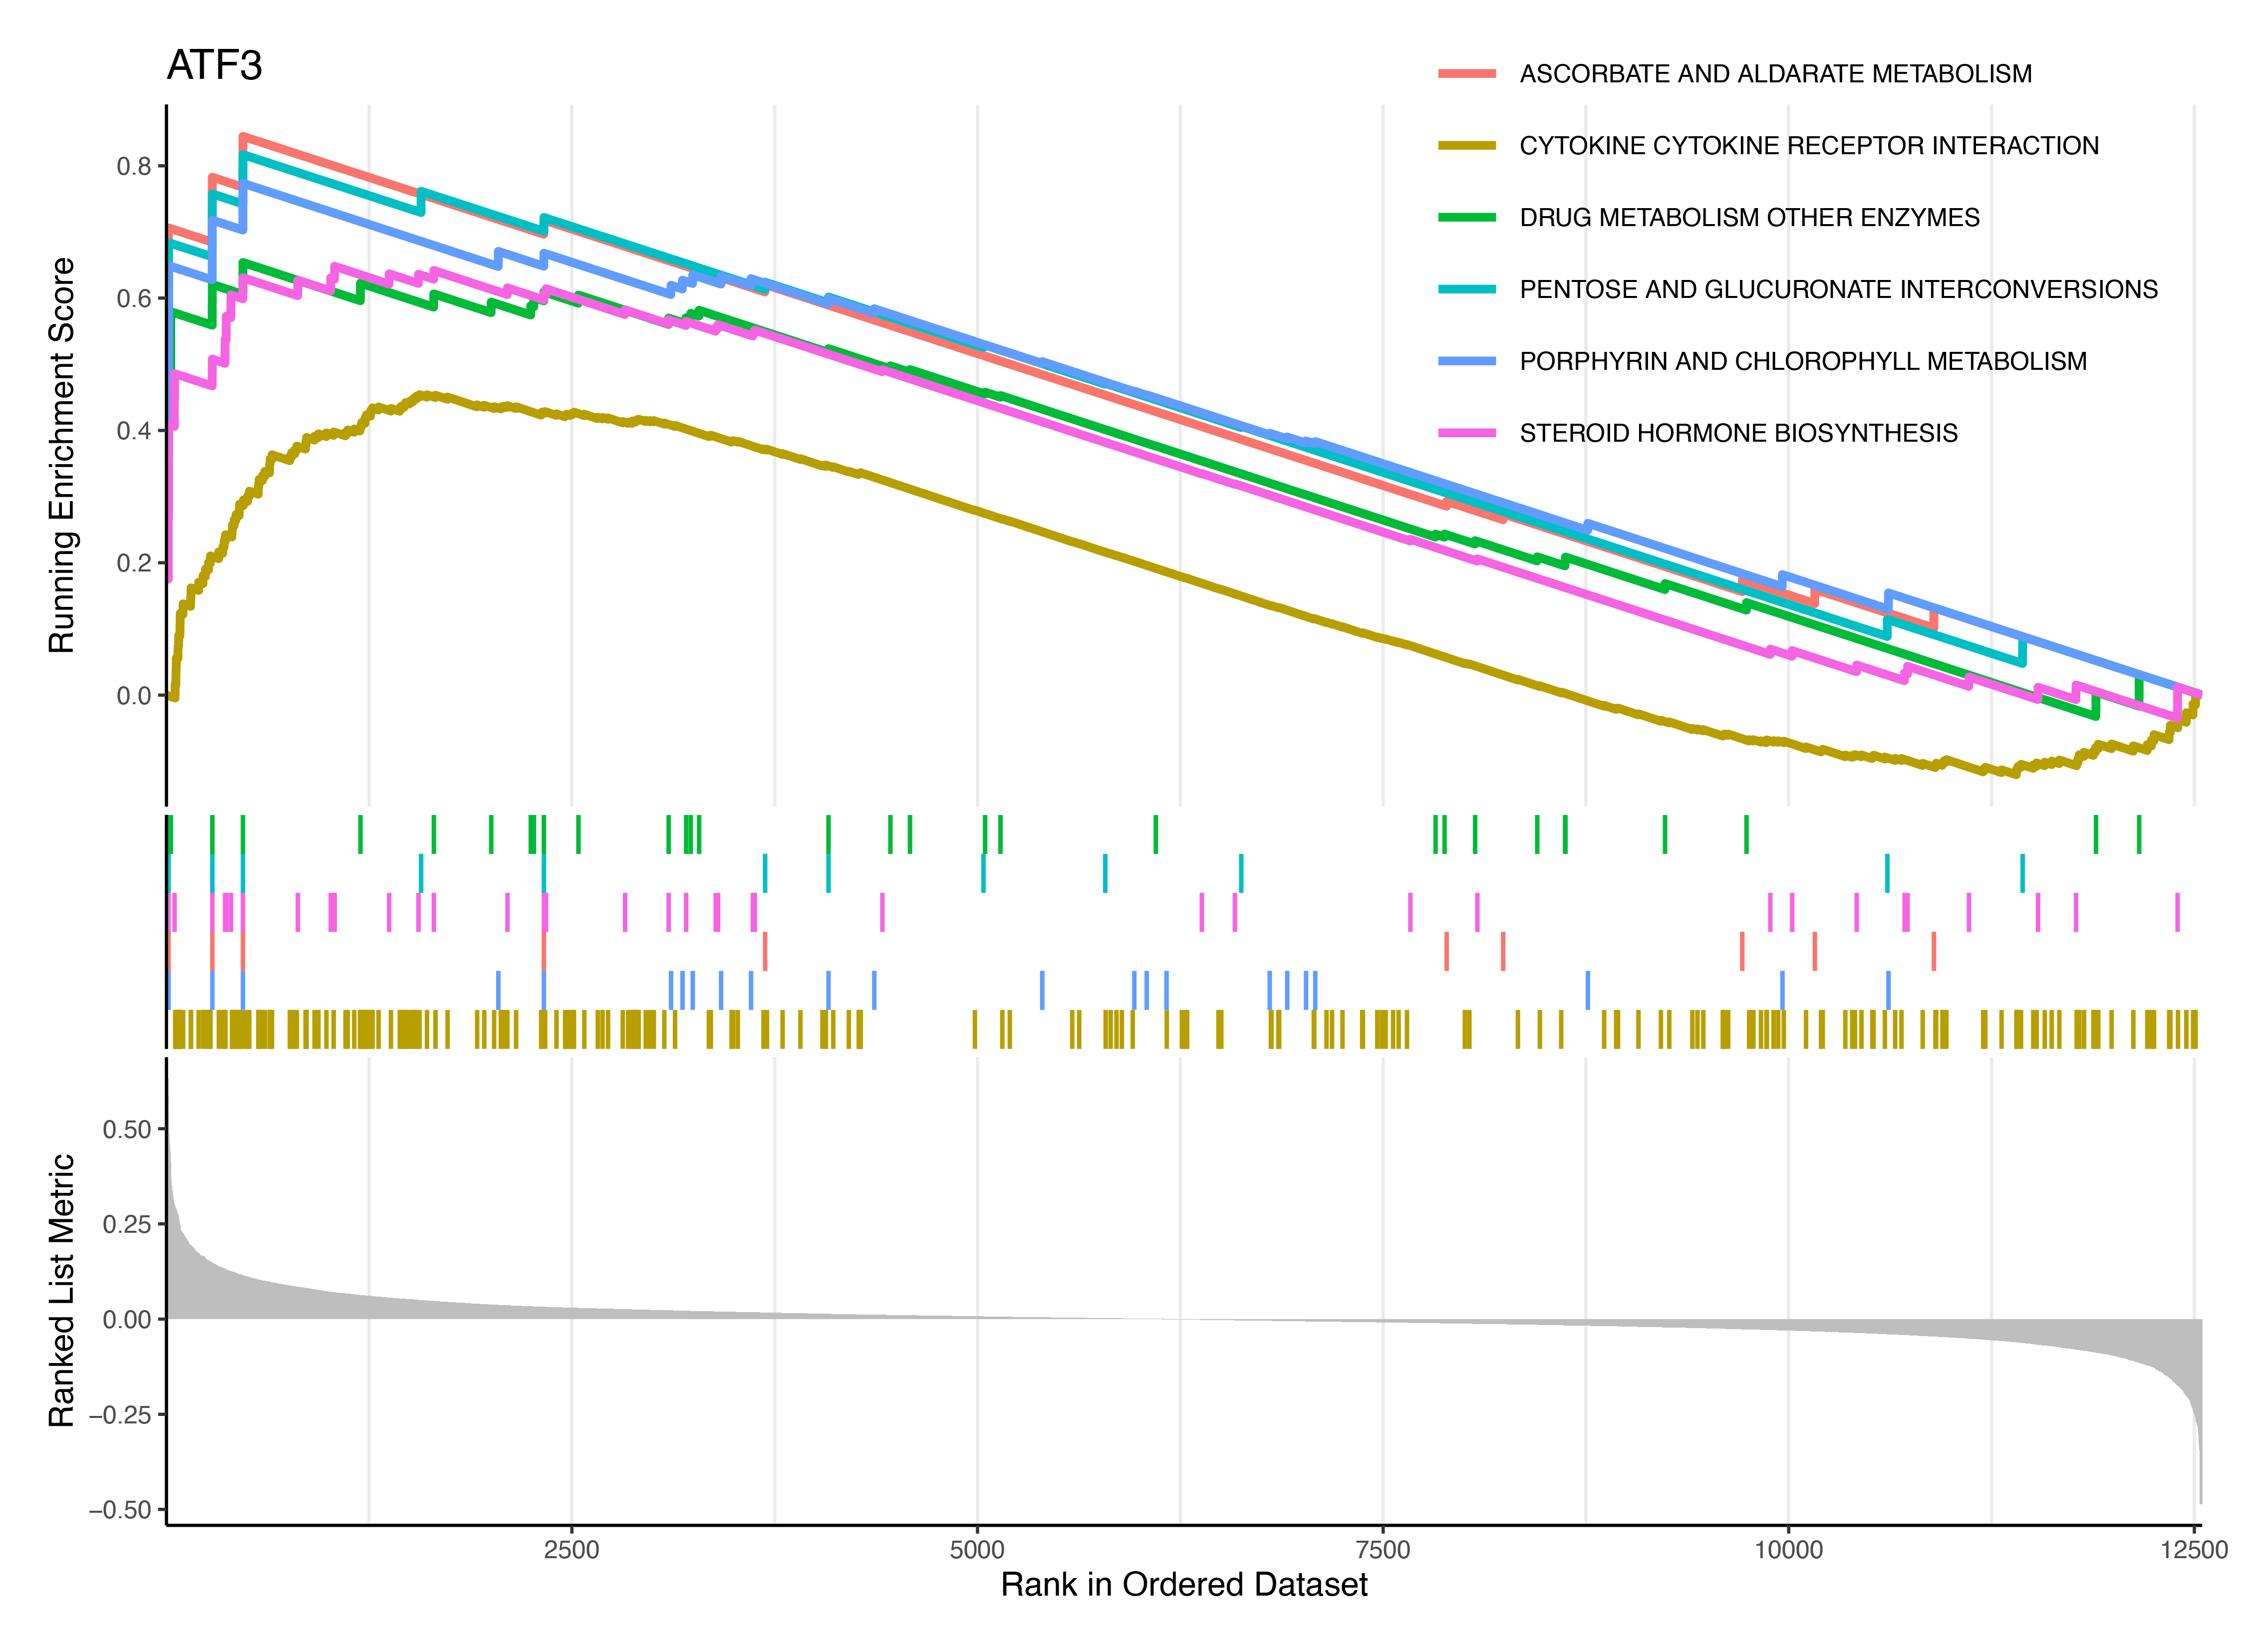 ATF3
ASCORBATE AND ALDARATE METABOLISM
CYTOKINE CYTOKINE RECEPTOR INTERACTION
DRUG METABOLISM OTHER ENZYMES
PENTOSE AND GLUCURONATE INTERCONVERSIONS
PORPHYRIN AND CHLOROPHYLL METABOLISM
STEROID HORMONE BIOSYNTHESIS
Running Enrichment Score
0.8
0.6
0.4
0.2
0.0
Ranked List Metric
0.50
0.25
0.00
−0.25
−0.50
2500 5000 7500 10000 12500
Rank in Ordered Dataset